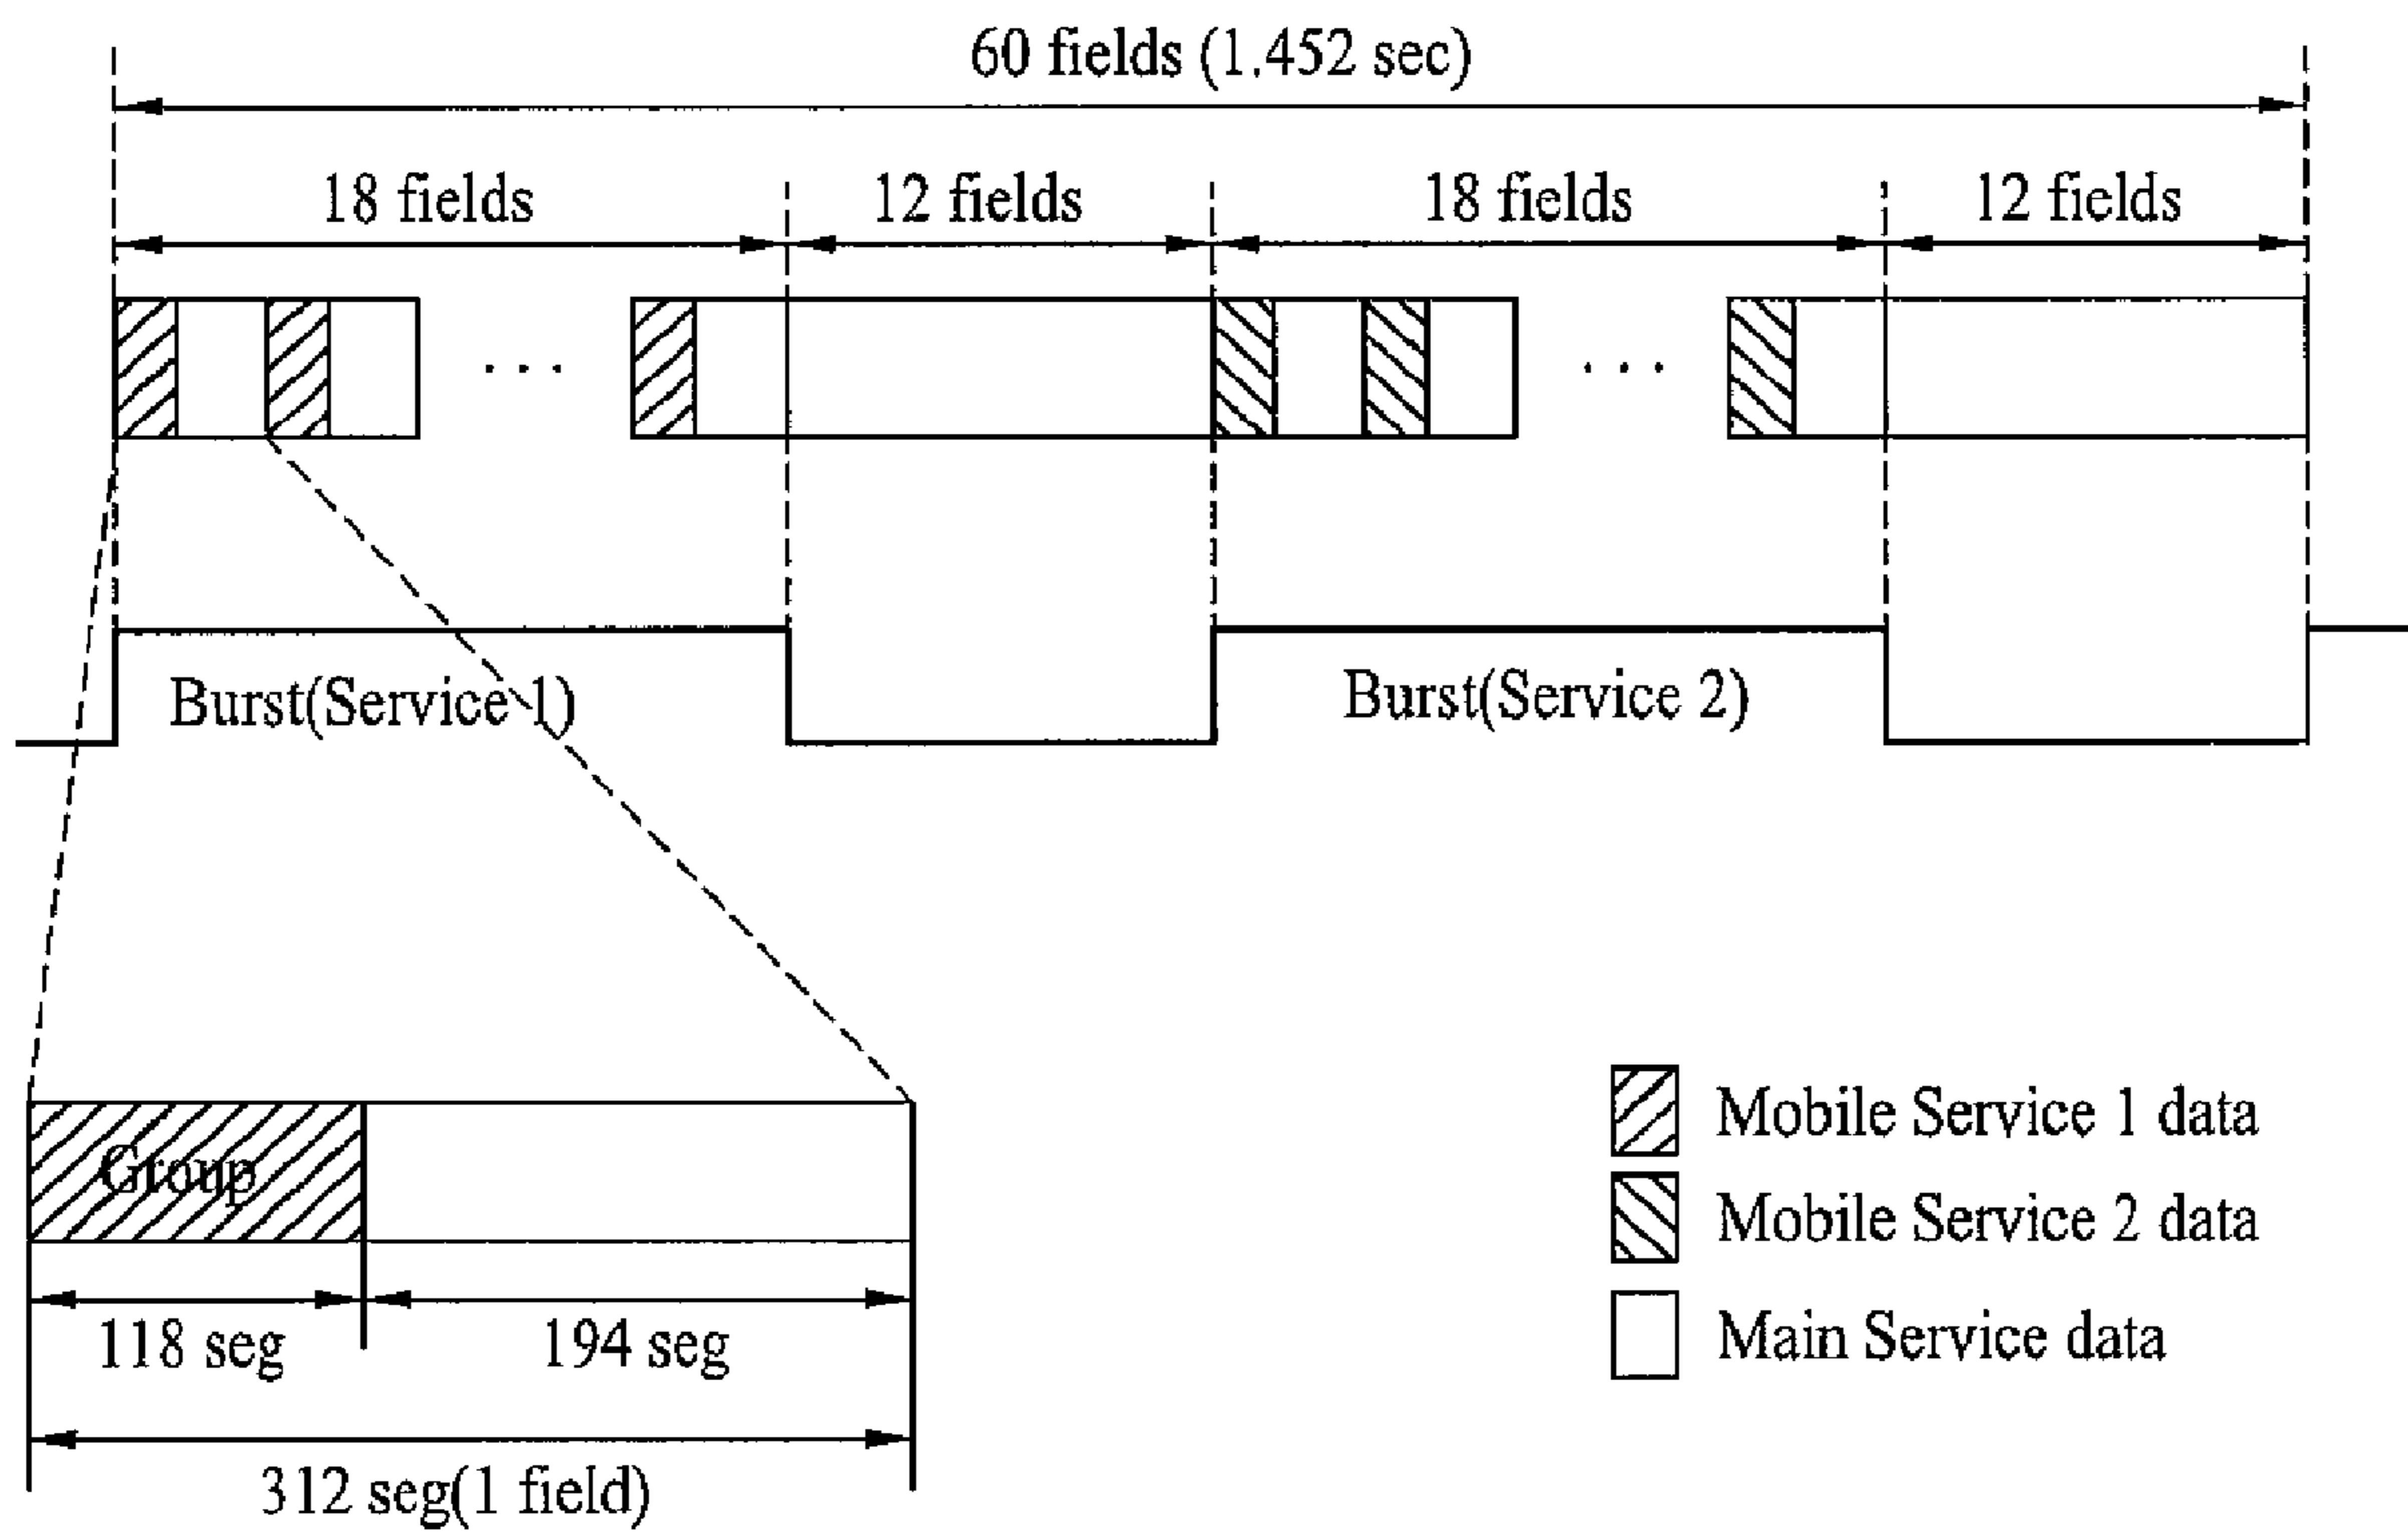 60 fields (1.452 sec)
18 fields
12 fields
18 fields
12 fields
. . .
. . .
Burst(Service 1)
Burst(Service 2)
Group
118 seg
194 seg
312 seg(1 field)
Mobile Service 1 data
Mobile Service 2 data
Main Service data